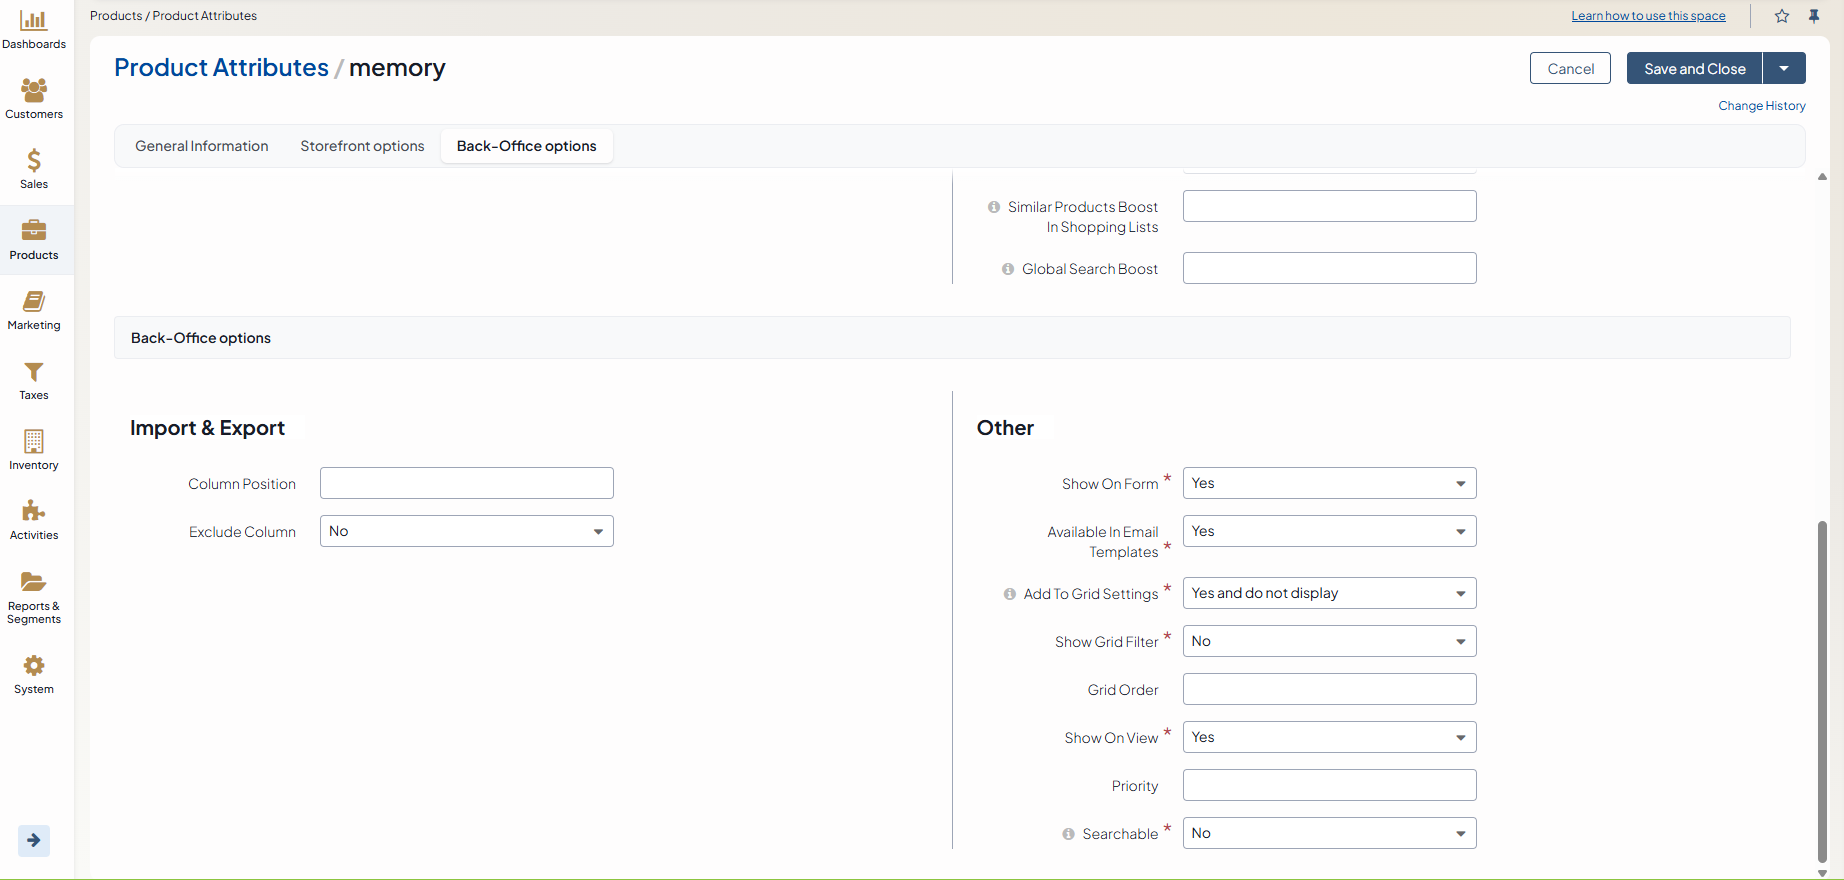 Products / Product Attributes
Learn how to use this space
Dashboards
Customers
Sales
Products
Marketing
Taxes
Inventory
Activities
Reports &
Segments
System
Product Attributes / memory
Cancel
Save and Close
Change History
General Information
Storefront options
Back-Office options
Similar Products Boost
In Shopping Lists
Global Search Boost
Back-Office options
Import & Export
Column Position
Exclude Column
No
Other
Show On Form *
Yes
Available In Email
Templates *
Yes
Add To Grid Settings *
Yes and do not display
Show Grid Filter *
No
Grid Order
Show On View *
Yes
Priority
Searchable *
No